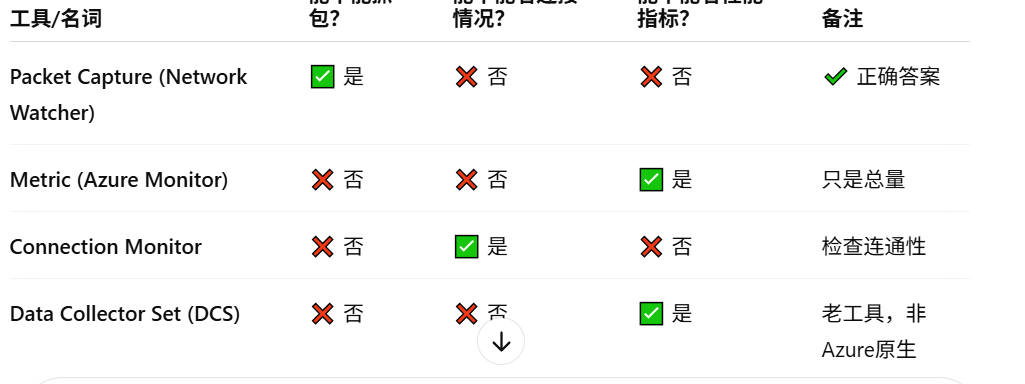 工具/名词 包? 情况? 指标? 备注
Packet Capture (Network 是 否 否 正确答案
Watcher)
Metric (Azure Monitor) 否 否 是 只是总量
Connection Monitor 否 是 否 检查连通性
Data Collector Set (DCS) 否 否 是 老工具，非
Azure原生